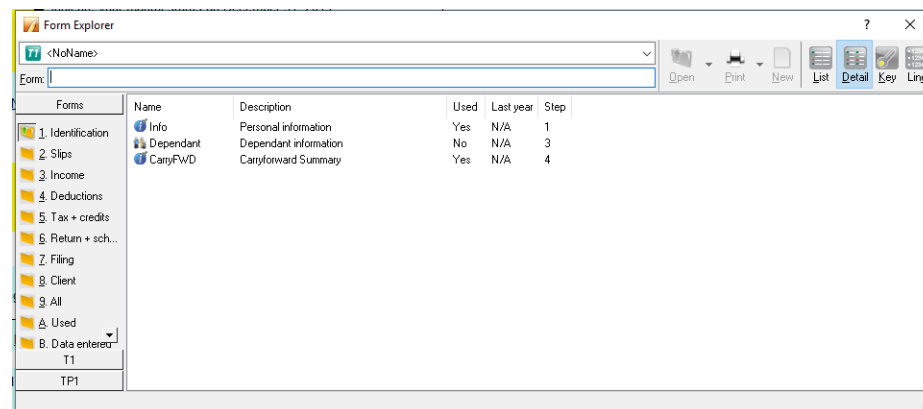 Form Explorer ?
T1 <NoName>
Form:
Open Print New List Detail Key Ling
Forms
1. Identification
2. Slips
3. Income
4. Deductions
5. Tax + credits
6. Return + sch...
7. Filing
8. Client
9. All
A. Used
B. Data entered
T1
TP1
Name Description Used Last year Step
Info Personal information Yes N/A 1
Dependant Dependant information No N/A 3
CarryFWD Carryforward Summary Yes N/A 4